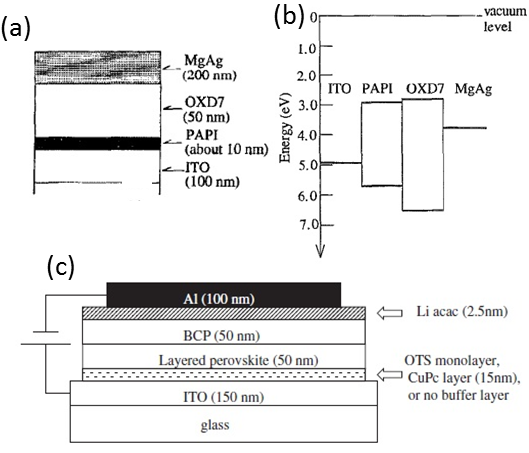 (a)
MgAg
(200 nm)
OXD7
(50 nm)
PAPI
(about 10 nm)
ITO
(100 nm)
(b)
0
vacuum
level
1.0
2.0
3.0
4.0
5.0
6.0
7.0
Energy (eV)
ITO PAPI OXD7 MgAg
(c)
Al (100 nm)
Li acac (2.5nm)
BCP (50 nm)
Layered perovskite (50 nm)
OTS monolayer,
CuPc layer (15nm),
or no buffer layer
ITO (150 nm)
glass